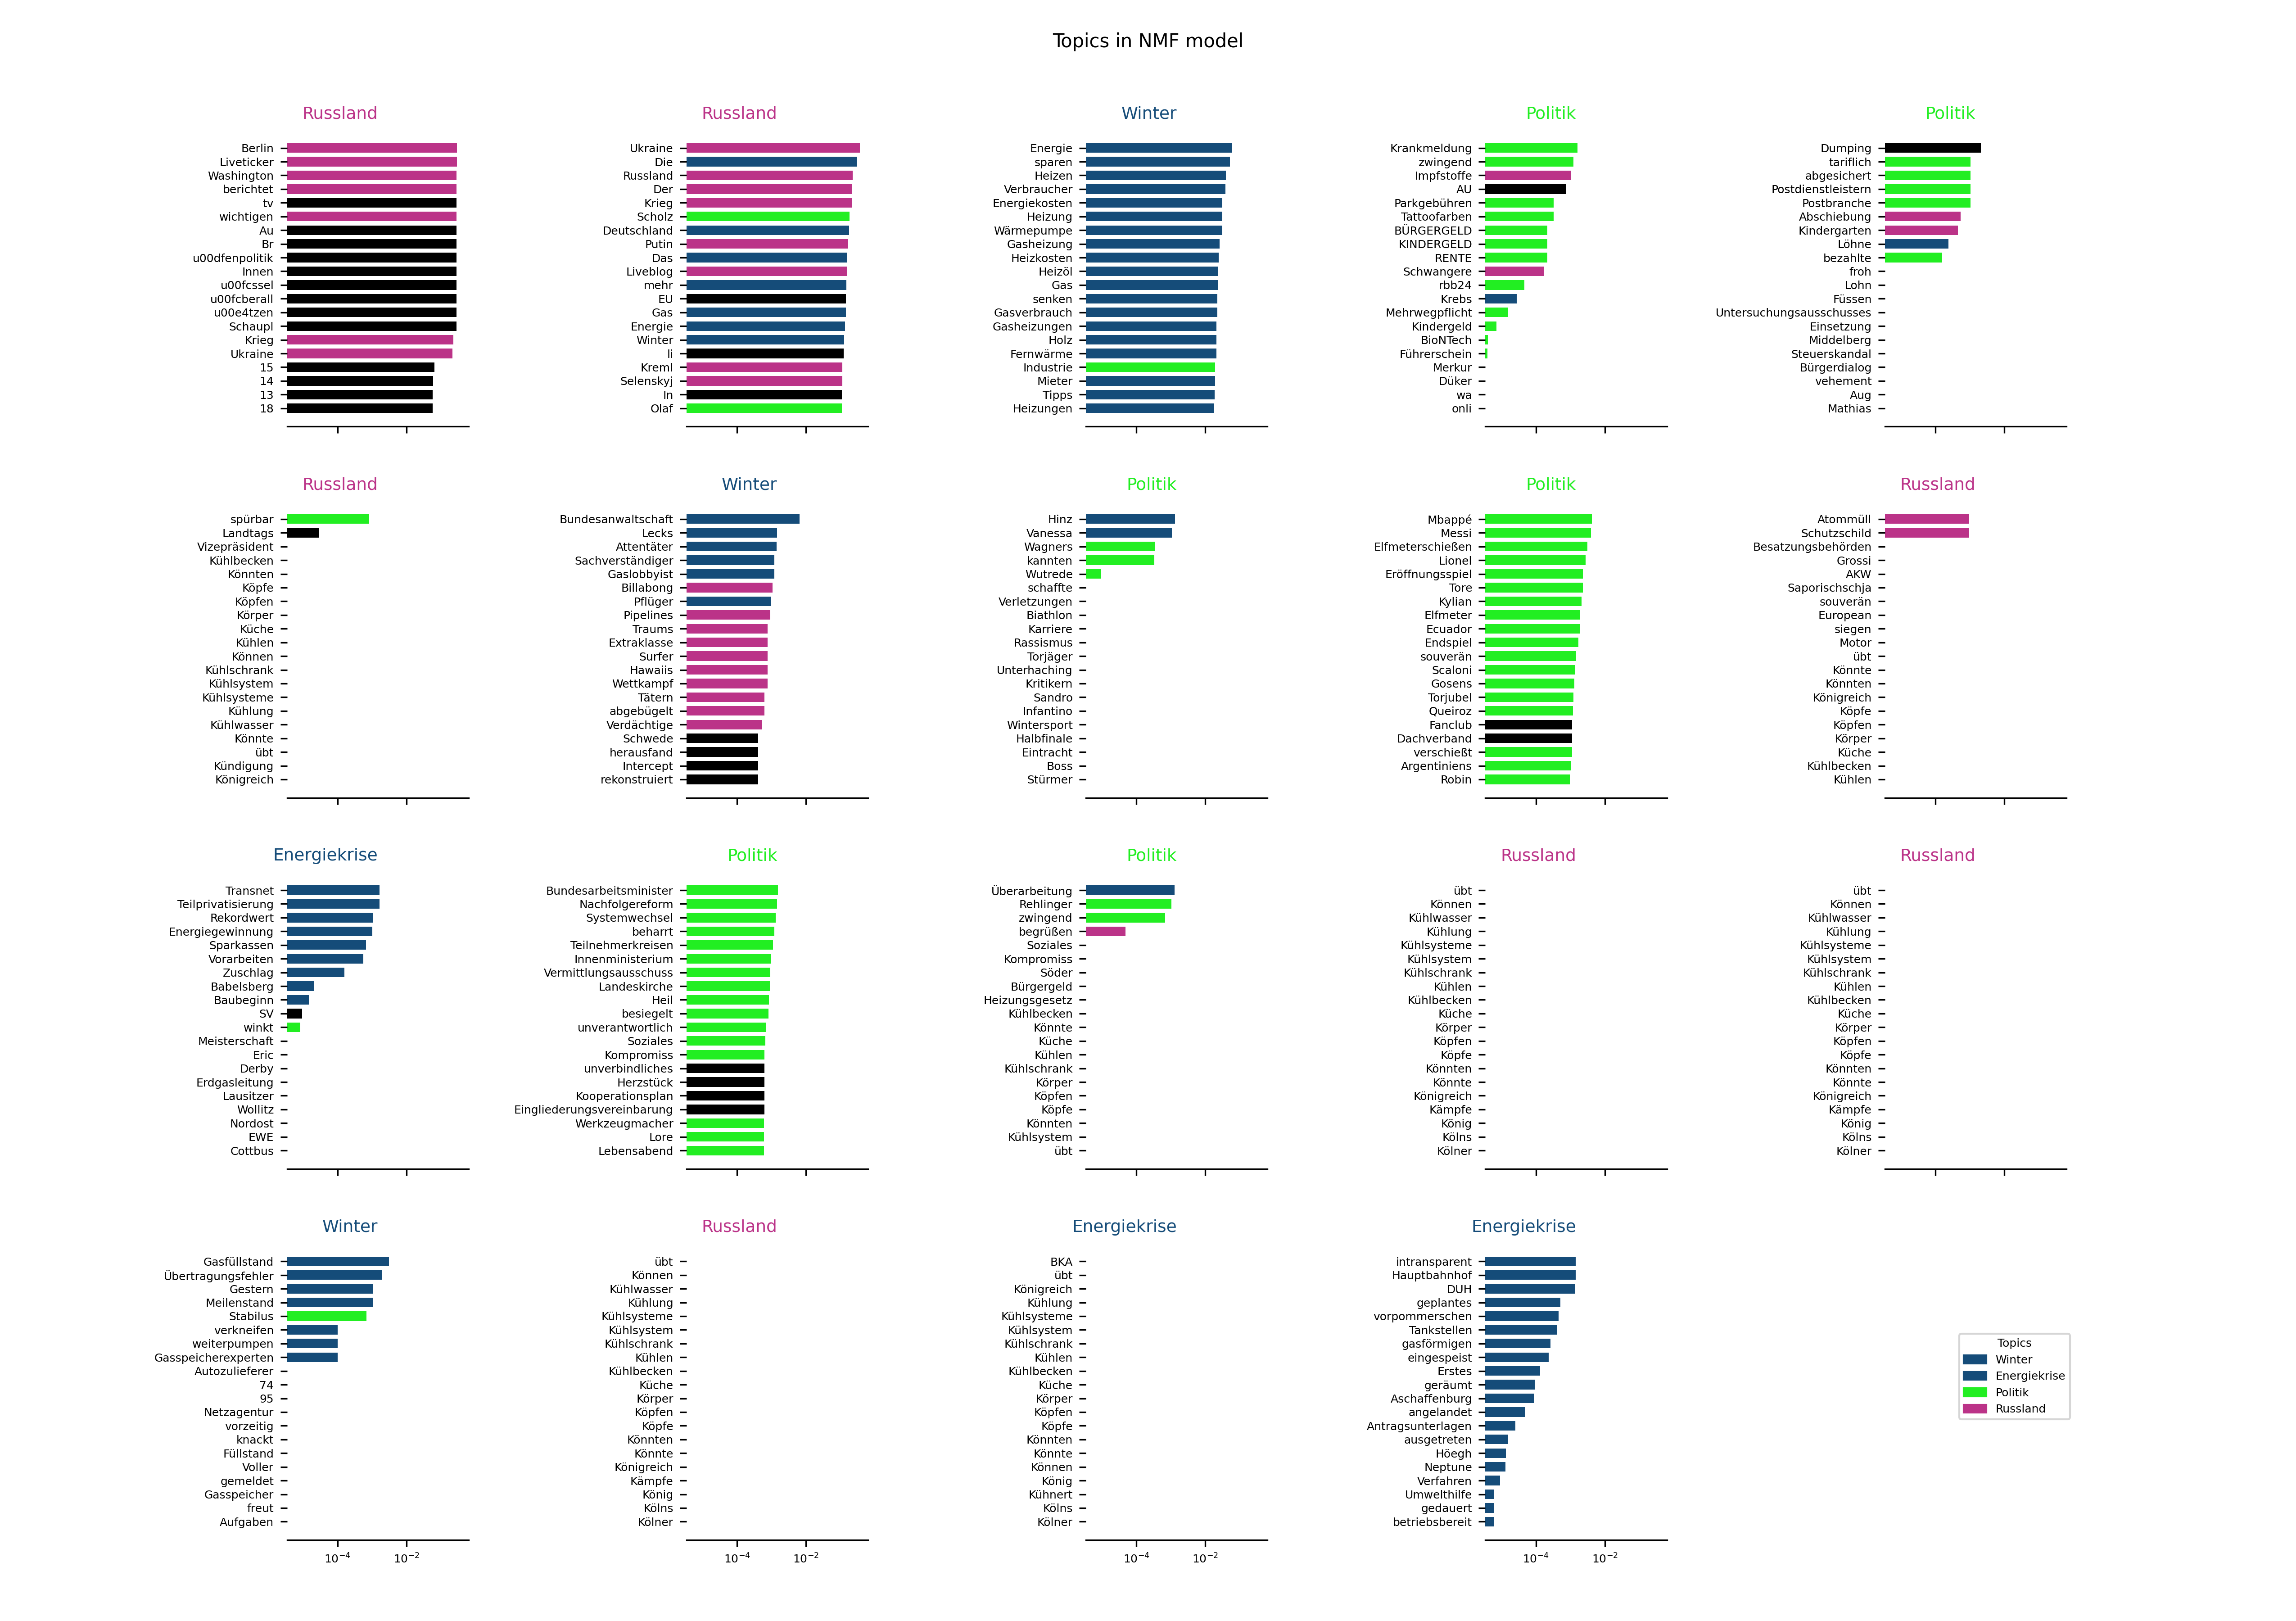 Topics in NMF model
Russland
Berlin
Liveticker
Washington
berichtet
tv
wichtigen
Au
Br
u00dfenpolitik
Innen
u00fcssel
u00fcberall
u00e4tzen
Schaupl
Krieg
Ukraine
15
14
13
18
Russland
Ukraine
Die
Russland
Der
Krieg
Scholz
Deutschland
Putin
Das
Liveblog
mehr
EU
Gas
Energie
Winter
li
Kreml
Selenskyj
In
Olaf
Winter
Energie
sparen
Heizen
Verbraucher
Energiekosten
Heizung
Wärmepumpe
Gasheizung
Heizkosten
Heizöl
Gas
senken
Gasverbrauch
Gasheizungen
Holz
Fernwärme
Industrie
Mieter
Tipps
Heizungen
Politik
Krankmeldung
zwingend
Impfstoffe
AU
Parkgebühren
Tattoofarben
BÜRGERGELD
KINDERGELD
RENTE
Schwangere
rbb24
Krebs
Mehrwegpflicht
Kindergeld
BioNTech
Führerschein
Merkur
Düker
wa
onli
Politik
Dumping
tariflich
abgesichert
Postdienstleistern
Postbranche
Abschiebung
Kindergarten
Löhne
bezahlte
froh
Lohn
Füssen
Untersuchungsausschusses
Einsetzung
Middelberg
Steuerskandal
Bürgerdialog
vehement
Aug
Mathias
Russland
spürbar
Landtags
Vizepräsident
Kühlbecken
Könnten
Köpfe
Köpfen
Körper
Küche
Kühlen
Können
Kühlschrank
Kühlsystem
Kühlsysteme
Kühlung
Kühlwasser
Könnte
übt
Kündigung
Königreich
Winter
Bundesanwaltschaft
Lecks
Attentäter
Sachverständiger
Gaslobbyist
Billabong
Pflüger
Pipelines
Traums
Extraklasse
Surfer
Hawaiis
Wettkampf
Tätern
abgebügelt
Verdächtige
Schwede
herausfand
Intercept
rekonstruiert
Politik
Hinz
Vanessa
Wagners
kannten
Wutrede
schaffte
Verletzungen
Biathlon
Karriere
Rassismus
Torjäger
Unterhaching
Kritikern
Sandro
Infantino
Wintersport
Halbfinale
Eintracht
Boss
Stürmer
Politik
Mbappé
Messi
Elfmeterschießen
Lionel
Eröffnungsspiel
Tore
Kylian
Elfmeter
Ecuador
Endspiel
souverän
Scaloni
Gosens
Torjubel
Queiroz
Fanclub
Dachverband
verschießt
Argentiniens
Robin
Russland
Atommüll
Schutzschild
Besatzungsbehörden
Grossi
AKW
Saporischschja
souverän
European
siegen
Motor
übt
Könnte
Könnten
Königreich
Köpfe
Köpfen
Körper
Küche
Kühlbecken
Kühlen
Energiekrise
Transnet
Teilprivatisierung
Rekordwert
Energiegewinnung
Sparkassen
Vorarbeiten
Zuschlag
Babelsberg
Baubeginn
SV
winkt
Meisterschaft
Eric
Derby
Erdgasleitung
Lausitzer
Wollitz
Nordost
EWE
Cottbus
Politik
Bundesarbeitsminister
Nachfolgereform
Systemwechsel
beharrt
Teilnehmerkreisen
Innenministerium
Vermittlungsausschuss
Landeskirche
Heil
besiegelt
unverantwortlich
Soziales
Kompromiss
unverbindliches
Herzstück
Kooperationsplan
Eingliederungsvereinbarung
Werkzeugmacher
Lore
Lebensabend
Politik
Überarbeitung
Rehlinger
zwingend
begrüßen
Soziales
Kompromiss
Söder
Bürgergeld
Heizungsgesetz
Kühlbecken
Könnte
Küche
Kühlen
Kühlschrank
Körper
Köpfen
Köpfe
Könnten
Kühlsystem
übt
Russland
übt
Können
Kühlwasser
Kühlung
Kühlsysteme
Kühlsystem
Kühlschrank
Kühlen
Kühlbecken
Küche
Körper
Köpfen
Köpfe
Könnten
Könnte
Königreich
Kämpfe
König
Kölns
Kölner
Russland
übt
Können
Kühlwasser
Kühlung
Kühlsysteme
Kühlsystem
Kühlschrank
Kühlen
Kühlbecken
Küche
Körper
Köpfen
Köpfe
Könnten
Könnte
Königreich
Kämpfe
König
Kölns
Kölner
Winter
Gasfüllstand
Übertragungsfehler
Gestern
Meilenstand
Stabilus
verkneifen
weiterpumpen
Gasspeicherexperten
Autozulieferer
74
95
Netzagentur
vorzeitig
knackt
Füllstand
Voller
gemeldet
Gasspeicher
freut
Aufgaben
10⁻⁴ 10⁻²
Russland
übt
Können
Kühlwasser
Kühlung
Kühlsysteme
Kühlsystem
Kühlschrank
Kühlen
Kühlbecken
Küche
Körper
Köpfen
Köpfe
Könnten
Könnte
Königreich
Kämpfe
König
Kölns
Kölner
10⁻⁴ 10⁻²
Energiekrise
BKA
übt
Königreich
Kühlung
Kühlsysteme
Kühlsystem
Kühlschrank
Kühlen
Kühlbecken
Küche
Körper
Köpfen
Köpfe
Könnten
Könnte
Können
König
Kühnert
Kölns
Kölner
10⁻⁴ 10⁻²
Energiekrise
intransparent
Hauptbahnhof
DUH
geplantes
vorpommerschen
Tankstellen
gasförmigen
eingespeist
Erstes
geräumt
Aschaffenburg
angelandet
Antragsunterlagen
ausgetreten
Höegh
Neptune
Verfahren
Umwelthilfe
gedauert
betriebsbereit
10⁻⁴ 10⁻²
Topics
Winter
Energiekrise
Politik
Russland